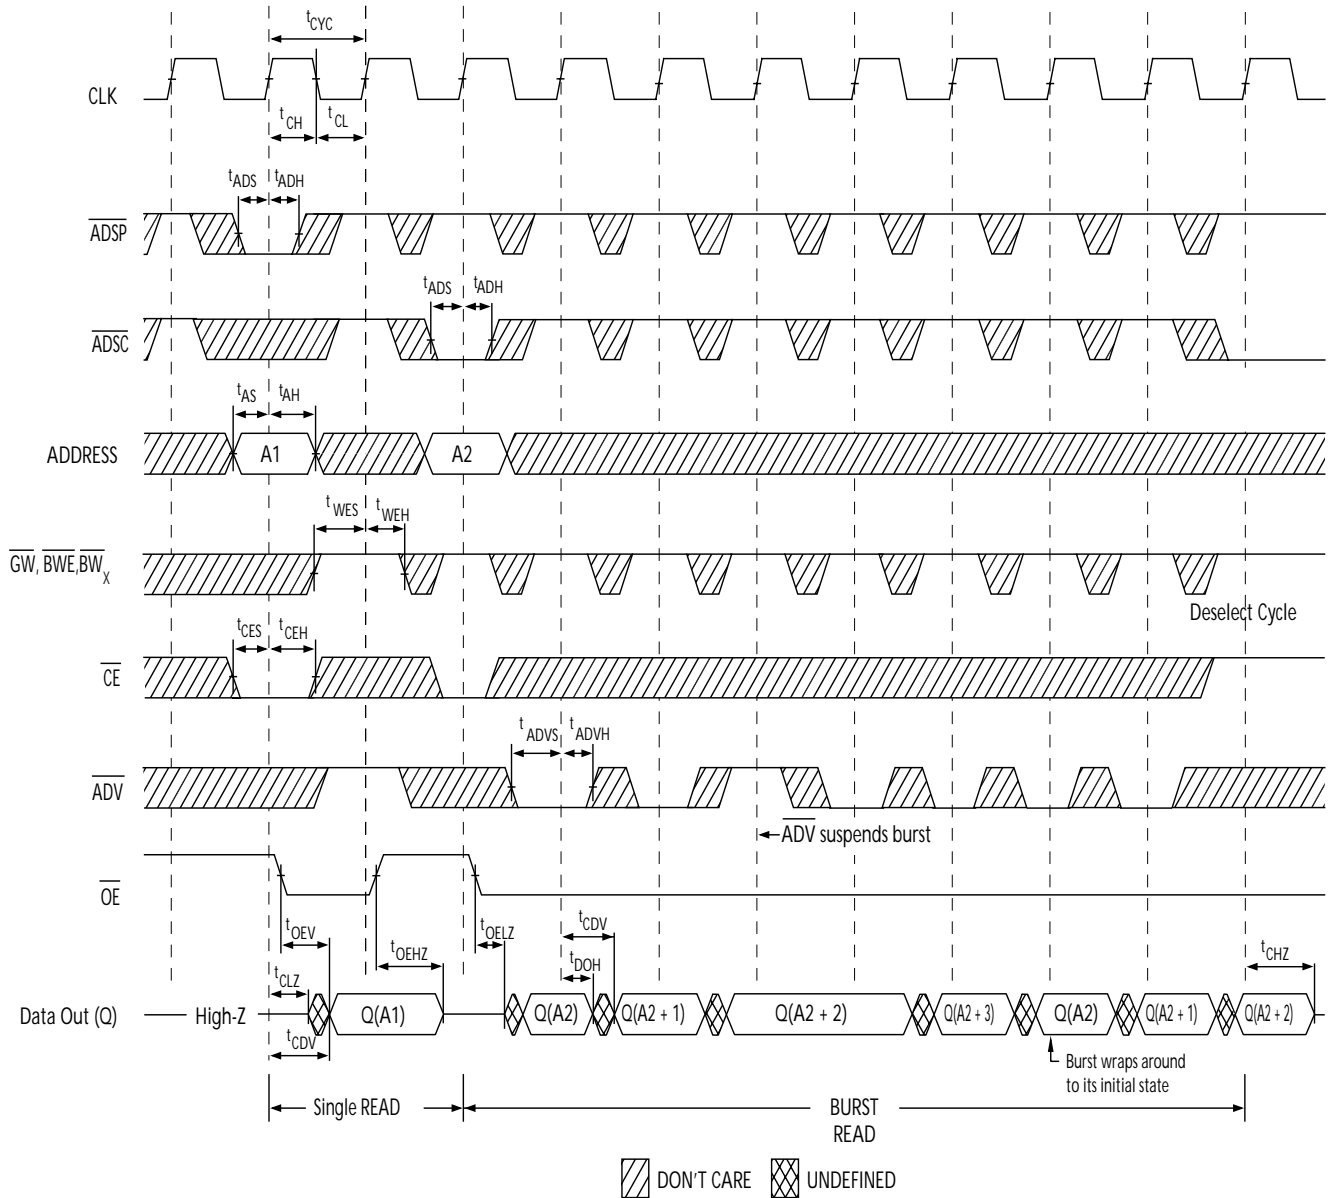 tCYC
CLK
tCH
tCL
tADS
tADH
ADSP
tADS
tADH
ADSC
tAS
tAH
ADDRESS
A1
A2
tWES
tWEH
GW, BWE,BWX
Deselect Cycle
tCES
tCEH
CE
tADVS
tADVH
ADV
ADV suspends burst
OE
tOEV
tOEHZ
tOELZ
tCDV
tDOH
tCHZ
tCLZ
Data Out (Q)
High-Z
Q(A1)
Q(A2)
Q(A2 + 1)
Q(A2 + 2)
Q(A2 + 3)
Q(A2)
Q(A2 + 1)
Q(A2 + 2)
tCDV
Burst wraps around
to its initial state
Single READ
BURST
READ
DON'T CARE
UNDEFINED